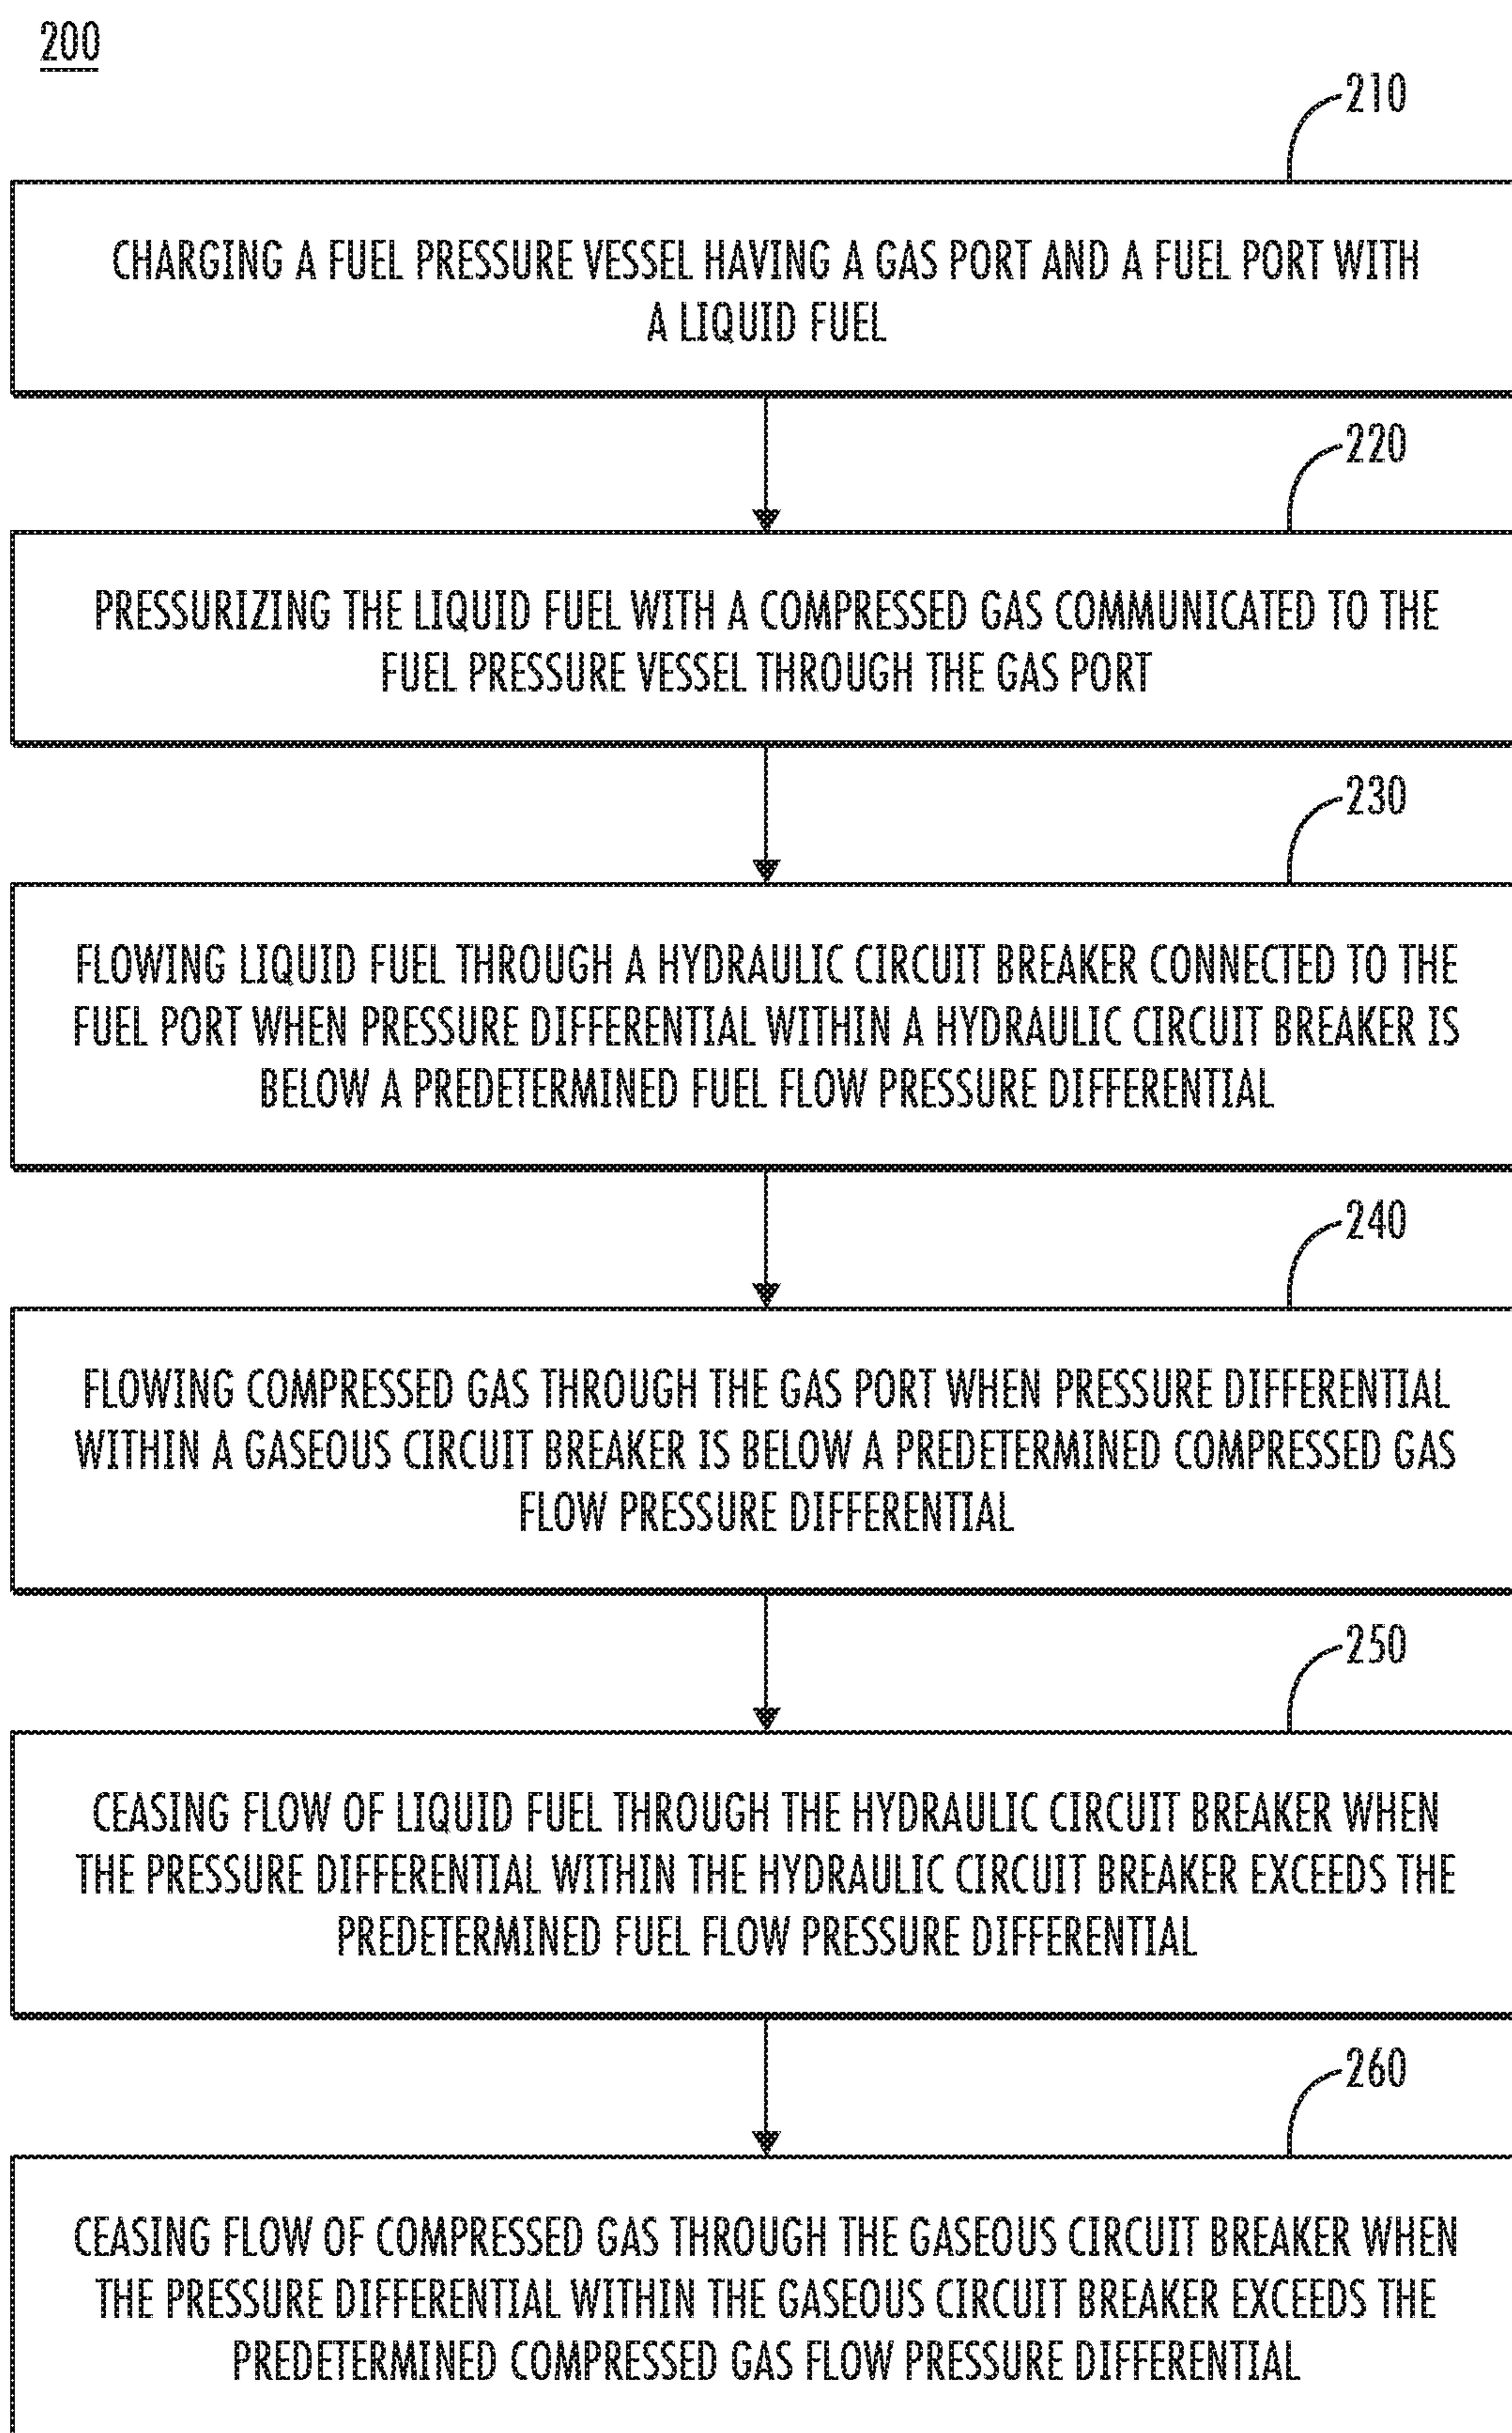 200
210
CHARGING A FUEL PRESSURE VESSEL HAVING A GAS PORT AND A FUEL PORT WITH
A LIQUID FUEL
220
PRESSURIZING THE LIQUID FUEL WITH A COMPRESSED GAS COMMUNICATED TO THE
FUEL PRESSURE VESSEL THROUGH THE GAS PORT
230
FLOWING LIQUID FUEL THROUGH A HYDRAULIC CIRCUIT BREAKER CONNECTED TO THE
FUEL PORT WHEN PRESSURE DIFFERENTIAL WITHIN A HYDRAULIC CIRCUIT BREAKER IS
BELOW A PREDETERMINED FUEL FLOW PRESSURE DIFFERENTIAL
240
FLOWING COMPRESSED GAS THROUGH THE GAS PORT WHEN PRESSURE DIFFERENTIAL
WITHIN A GASEOUS CIRCUIT BREAKER IS BELOW A PREDETERMINED COMPRESSED GAS
FLOW PRESSURE DIFFERENTIAL
250
CEASING FLOW OF LIQUID FUEL THROUGH THE HYDRAULIC CIRCUIT BREAKER WHEN
THE PRESSURE DIFFERENTIAL WITHIN THE HYDRAULIC CIRCUIT BREAKER EXCEEDS THE
PREDETERMINED FUEL FLOW PRESSURE DIFFERENTIAL
260
CEASING FLOW OF COMPRESSED GAS THROUGH THE GASEOUS CIRCUIT BREAKER WHEN
THE PRESSURE DIFFERENTIAL WITHIN THE GASEOUS CIRCUIT BREAKER EXCEEDS THE
PREDETERMINED COMPRESSED GAS FLOW PRESSURE DIFFERENTIAL